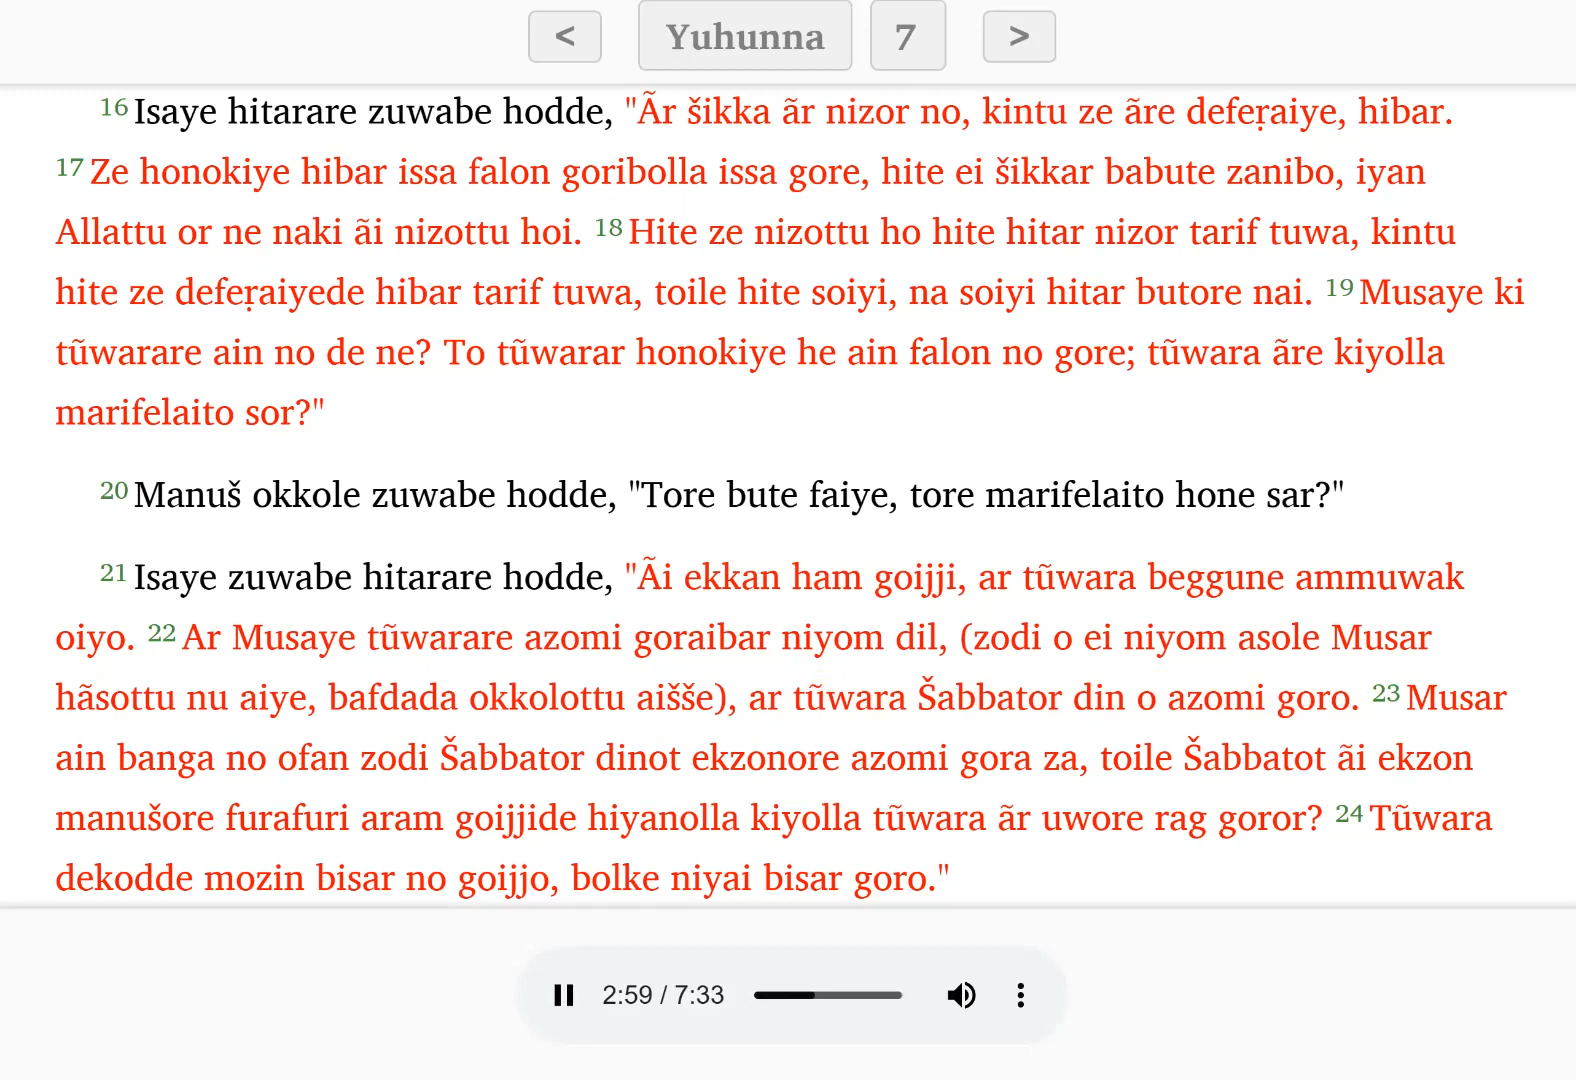 < Yuhunna 7 >
16 Isaye hitarare zuwabe hodde, "Ãr šikka ãr nizor no, kintu ze ãre defeṛaiye, hibar.
17 Ze honokiye hibar issa falon goribolla issa gore, hite ei šikkar babute zanibo, iyan
Allattu or ne naki ãi nizottu hoi. 18 Hite ze nizottu ho hite hitar nizor tarif tuwa, kintu
hite ze defeṛaiyede hibar tarif tuwa, toile hite soiyi, na soiyi hitar butore nai. 19 Musaye ki
tũwarare ain no de ne? To tũwarar honokiye he ain falon no gore; tũwara ãre kiyolla
marifelaito sor?"
20 Manuš okkole zuwabe hodde, "Tore bute faiye, tore marifelaito hone sar?"
21 Isaye zuwabe hitarare hodde, "Ãi ekkan ham goijji, ar tũwara beggune ammuwak
oiyo. 22 Ar Musaye tũwarare azomi goraibar niyom dil, (zodi o ei niyom asole Musar
hãsottu nu aiye, bafdada okkolottu aišše), ar tũwara Šabbator din o azomi goro. 23 Musar
ain banga no ofan zodi Šabbator dinot ekzonore azomi gora za, toile Šabbatot ãi ekzon
manušore furafuri aram goijjide hiyanolla kiyolla tũwara ãr uwore rag goror? 24 Tũwara
dekodde mozin bisar no goijjo, bolke niyai bisar goro."
2:59 / 7:33